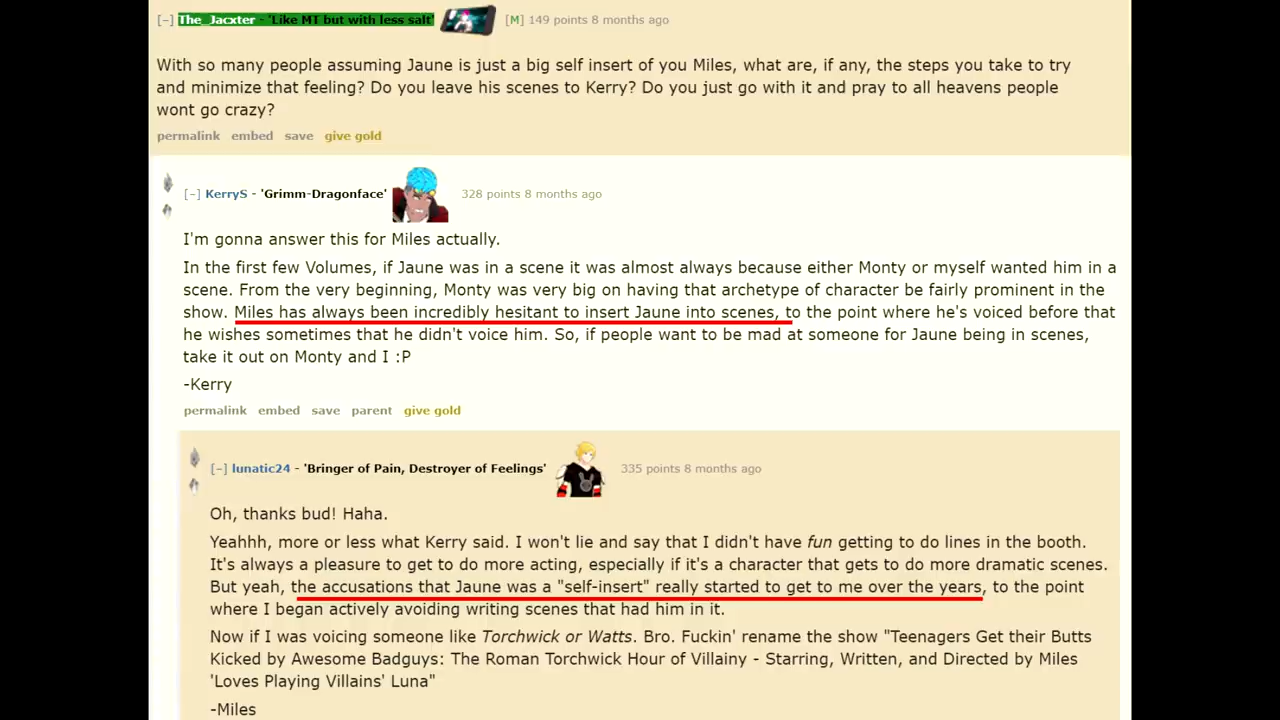 [–] The_Jacxter - 'Like MT but with less salt' [M] 149 points 8 months ago
With so many people assuming Jaune is just a big self insert of you Miles, what are, if any, the steps you take to try
and minimize that feeling? Do you leave his scenes to Kerry? Do you just go with it and pray to all heavens people
wont go crazy?
permalink embed save give gold
[–] KerryS - 'Grimm-Dragonface' 328 points 8 months ago
I'm gonna answer this for Miles actually.
In the first few Volumes, if Jaune was in a scene it was almost always because either Monty or myself wanted him in a
scene. From the very beginning, Monty was very big on having that archetype of character be fairly prominent in the
show. Miles has always been incredibly hesitant to insert Jaune into scenes, to the point where he's voiced before that
he wishes sometimes that he didn't voice him. So, if people want to be mad at someone for Jaune being in scenes,
take it out on Monty and I :P
-Kerry
permalink embed save parent give gold
[–] lunatic24 - 'Bringer of Pain, Destroyer of Feelings' 335 points 8 months ago
Oh, thanks bud! Haha.
Yeahhh, more or less what Kerry said. I won't lie and say that I didn't have fun getting to do lines in the booth.
It's always a pleasure to get to do more acting, especially if it's a character that gets to do more dramatic scenes.
But yeah, the accusations that Jaune was a "self-insert" really started to get to me over the years, to the point
where I began actively avoiding writing scenes that had him in it.
Now if I was voicing someone like Torchwick or Watts. Bro. Fuckin' rename the show "Teenagers Get their Butts
Kicked by Awesome Badguys: The Roman Torchwick Hour of Villainy - Starring, Written, and Directed by Miles
'Loves Playing Villains' Luna"
-Miles